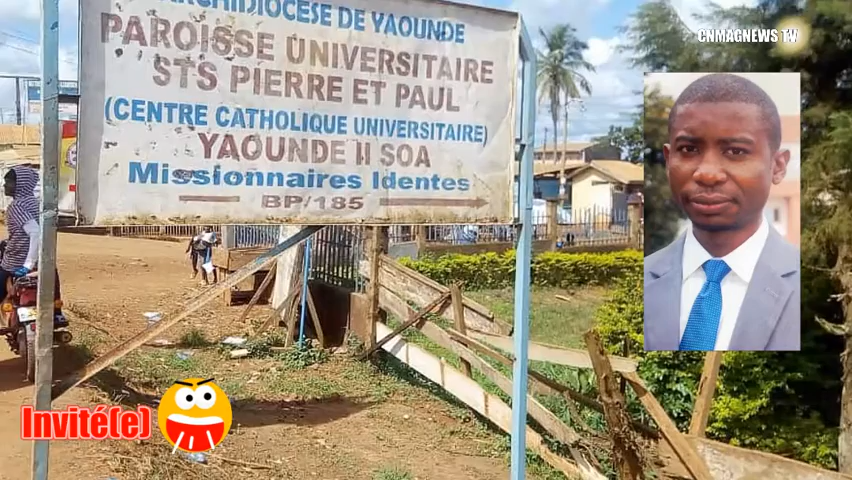 ARCHIDIOCESE DE YAOUNDE
PAROISSE UNIVERSITAIRE
STS PIERRE ET PAUL
(CENTRE CATHOLIQUE UNIVERSITAIRE)
YAOUNDE II SOA
Missionnaires Identes
BP/185
CNMAGNEWS TV
Invité(e)